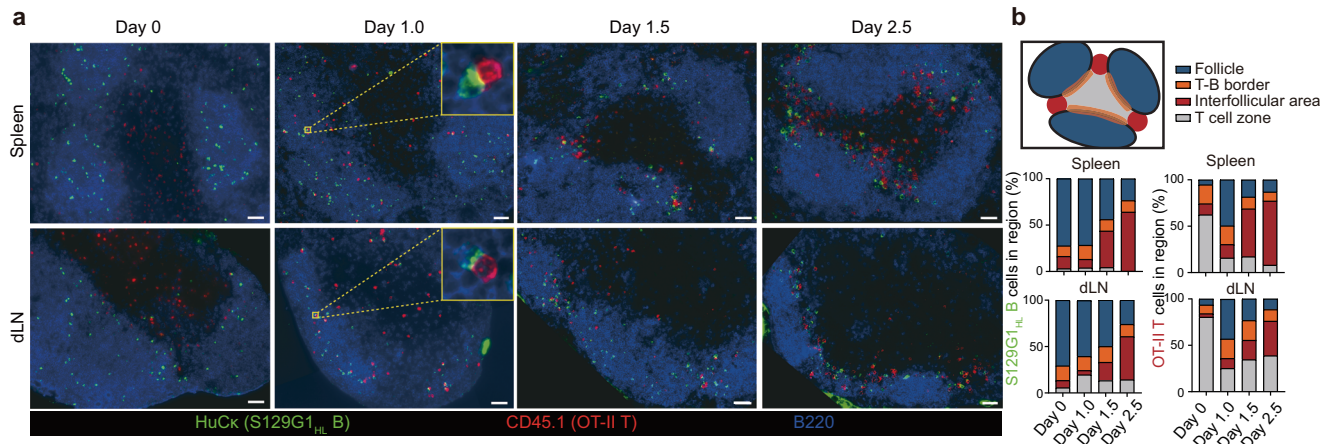 a
Day 0
Day 1.0
Day 1.5
Day 2.5
Spleen
dLN
HuCκ (S129G1HL B)
CD45.1 (OT-II T)
B220
b
Follicle
T-B border
Interfollicular area
T cell zone
Spleen
Spleen
100
50
0
100
50
0
dLN
dLN
100
50
0
100
50
0
S129G1HL B cells in region (%)
OT-II T cells in region (%)
Day 0
Day 1.0
Day 1.5
Day 2.5
Day 0
Day 1.0
Day 1.5
Day 2.5